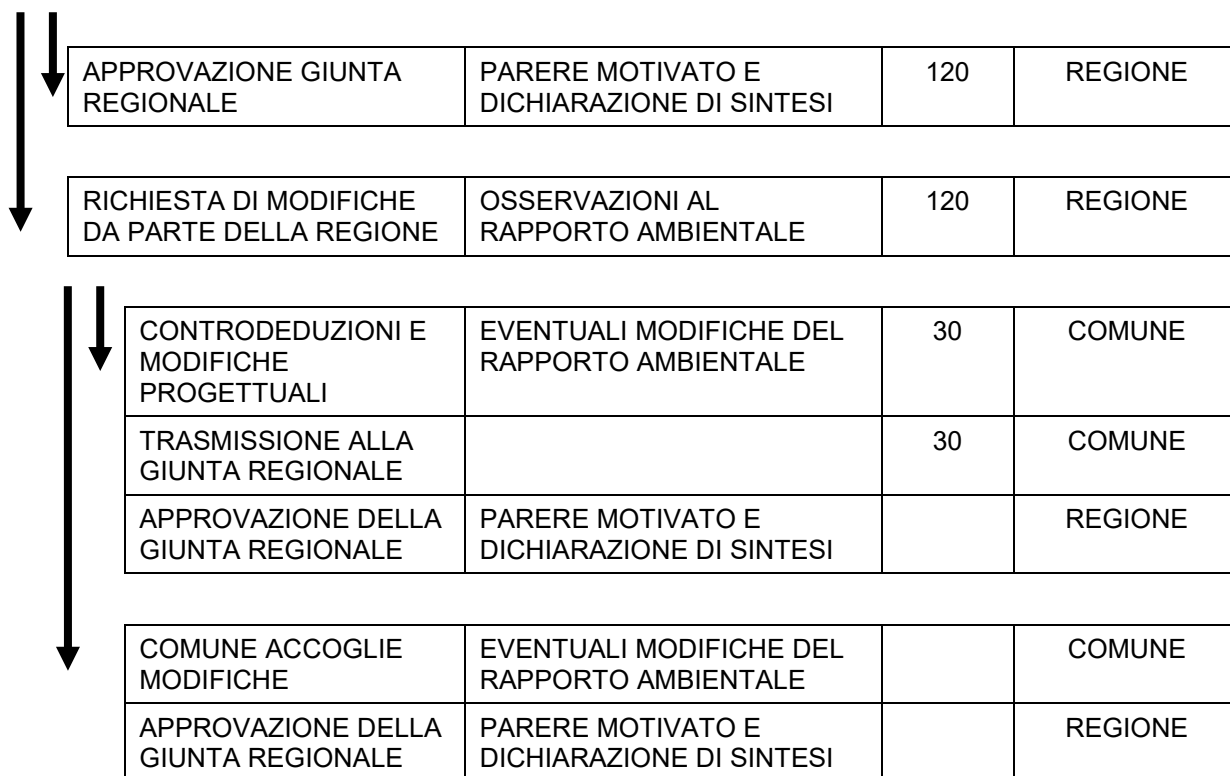 APPROVAZIONE GIUNTA
REGIONALE
PARERE MOTIVATO E
DICHIARAZIONE DI SINTESI
120
REGIONE
RICHIESTA DI MODIFICHE
DA PARTE DELLA REGIONE
OSSERVAZIONI AL
RAPPORTO AMBIENTALE
120
REGIONE
CONTRODEDUZIONI E
MODIFICHE
PROGETTUALI
EVENTUALI MODIFICHE DEL
RAPPORTO AMBIENTALE
30
COMUNE
TRASMISSIONE ALLA
GIUNTA REGIONALE
30
COMUNE
APPROVAZIONE DELLA
GIUNTA REGIONALE
PARERE MOTIVATO E
DICHIARAZIONE DI SINTESI
REGIONE
COMUNE ACCOGLIE
MODIFICHE
EVENTUALI MODIFICHE DEL
RAPPORTO AMBIENTALE
COMUNE
APPROVAZIONE DELLA
GIUNTA REGIONALE
PARERE MOTIVATO E
DICHIARAZIONE DI SINTESI
REGIONE